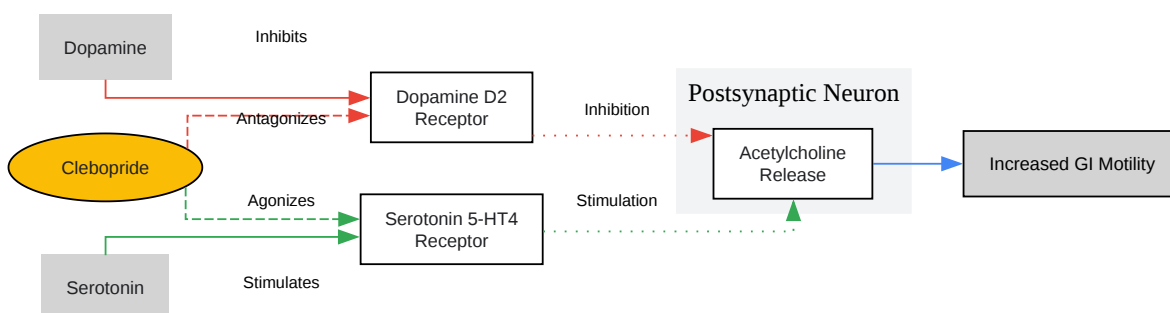 Dopamine
Inhibits
Dopamine D2
Receptor
Antagonizes
Inhibition
Postsynaptic Neuron
Acetylcholine
Release
Increased GI Motility
Clebopride
Agonizes
Serotonin 5-HT4
Receptor
Stimulation
Serotonin
Stimulates